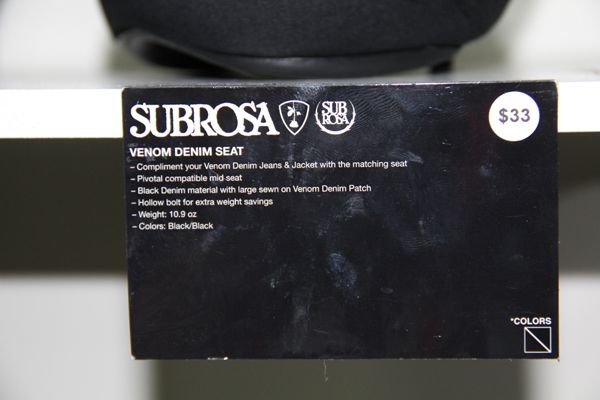 SUBROSA SUB ROSA $33
VENOM DENIM SEAT
– Compliment your Venom Denim Jeans & Jacket with the matching seat
– Pivotal compatible mid seat
– Black Denim material with large sewn on Venom Denim Patch
– Hollow bolt for extra weight savings
– Weight: 10.9 oz
– Colors: Black/Black
*COLORS